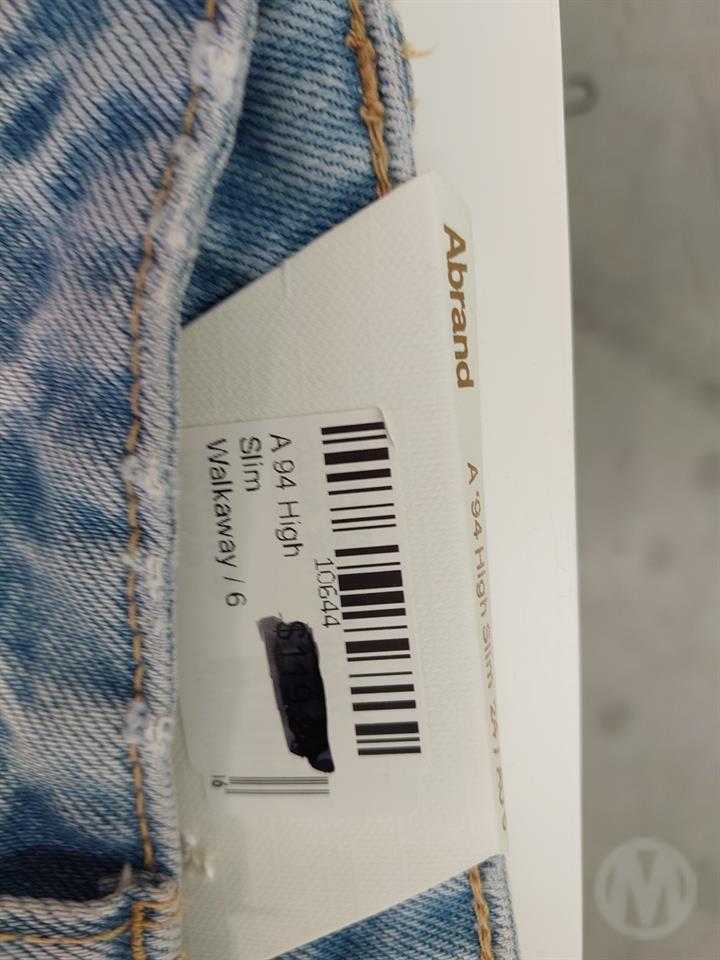 Abrand
A '94 High Slim
10644
A 94 High
Slim
Walkaway / 6
M